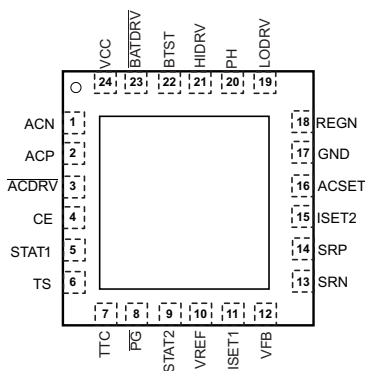 VCC
BATDRV
BTST
HIDRV
PH
LODRV
24
23
22
21
20
19
ACN 1
ACP 2
ACDRV 3
CE 4
STAT1 5
TS 6
18 REGN
17 GND
16 ACSET
15 ISET2
14 SRP
13 SRN
7
8
9
10
11
12
TTC
PG
STAT2
VREF
ISET1
VFB